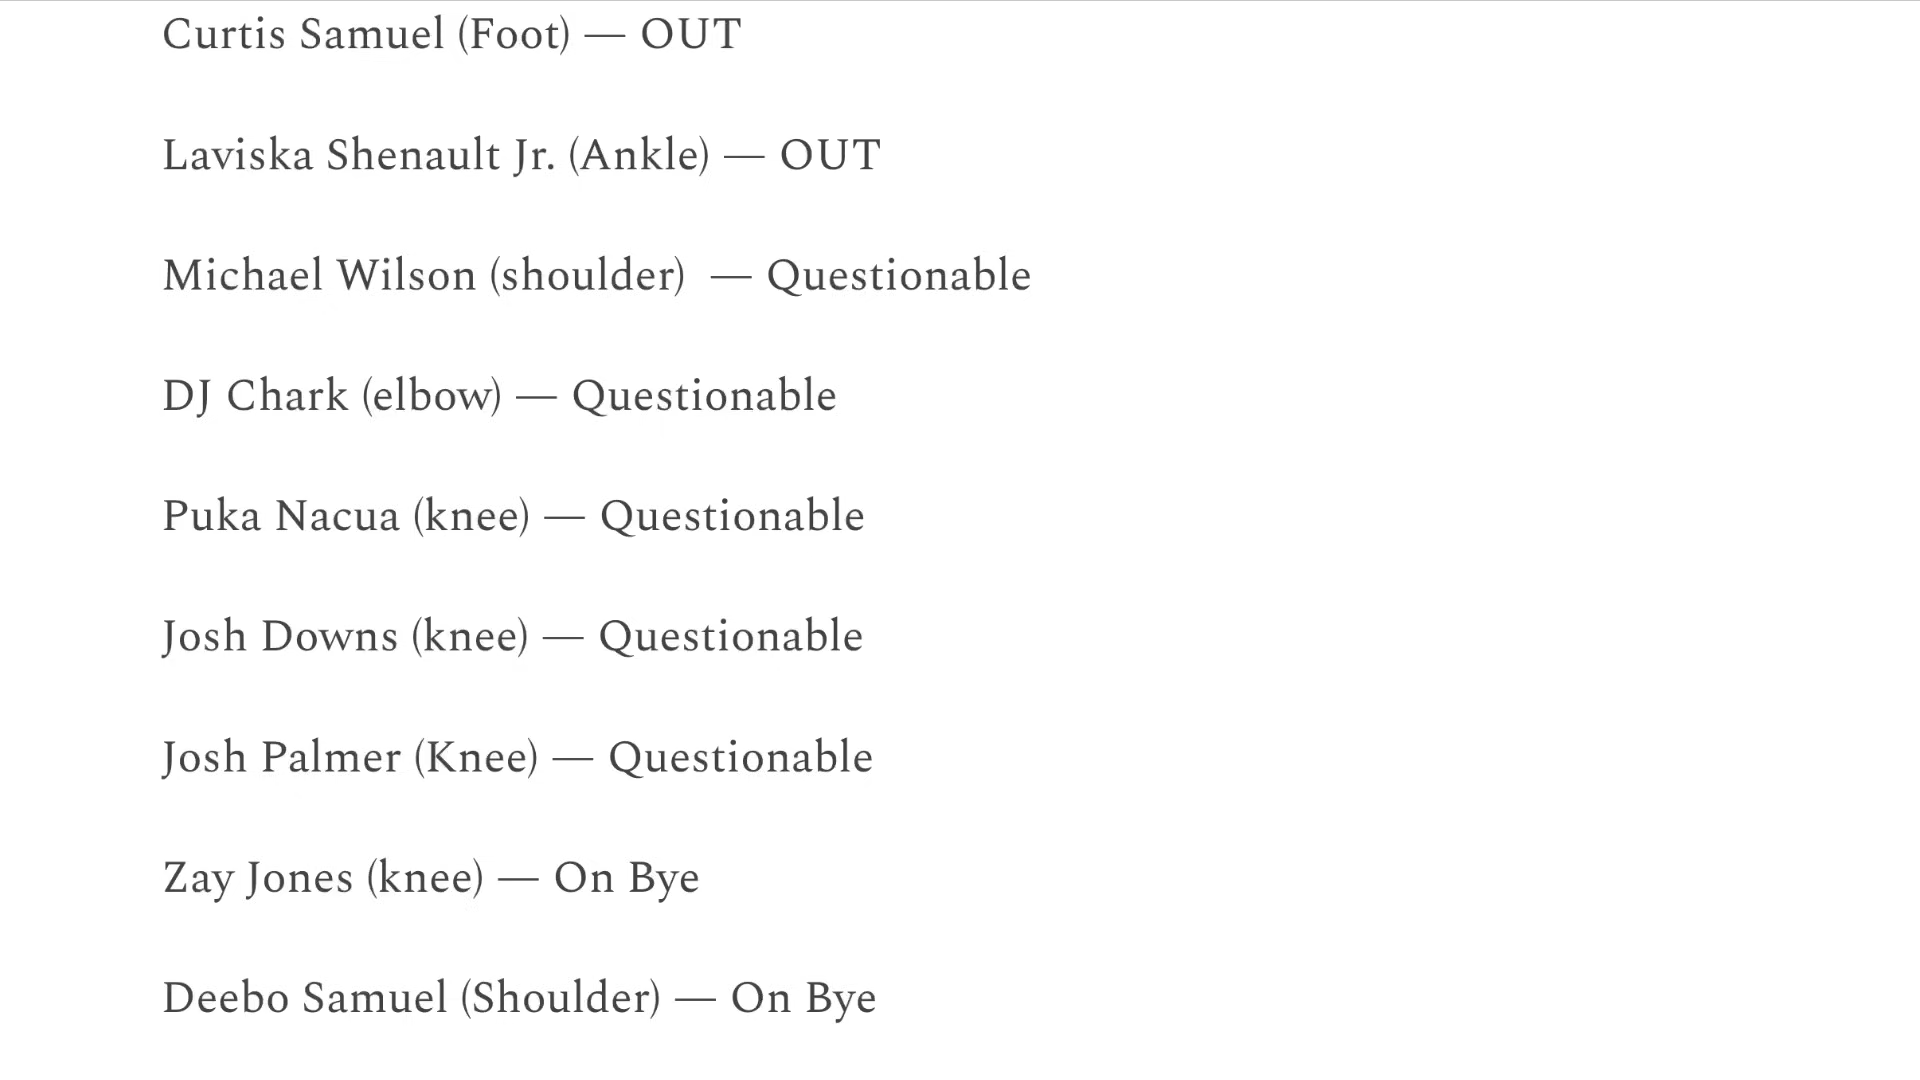 Curtis Samuel (Foot) — OUT
Laviska Shenault Jr. (Ankle) — OUT
Michael Wilson (shoulder)  — Questionable
DJ Chark (elbow) — Questionable
Puka Nacua (knee) — Questionable
Josh Downs (knee) — Questionable
Josh Palmer (Knee) — Questionable
Zay Jones (knee) — On Bye
Deebo Samuel (Shoulder) — On Bye